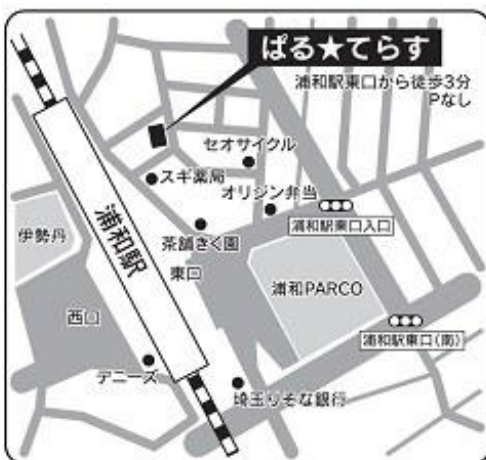 ぱる★てらす
浦和駅東口から徒歩3分
Pなし
セオサイクル
スギ薬局
オリジン弁当
浦和駅東口入口
伊勢丹
浦和駅
茶舗きく園
東口
浦和PARCO
西口
浦和駅東口(南)
デニーズ
埼玉りそな銀行